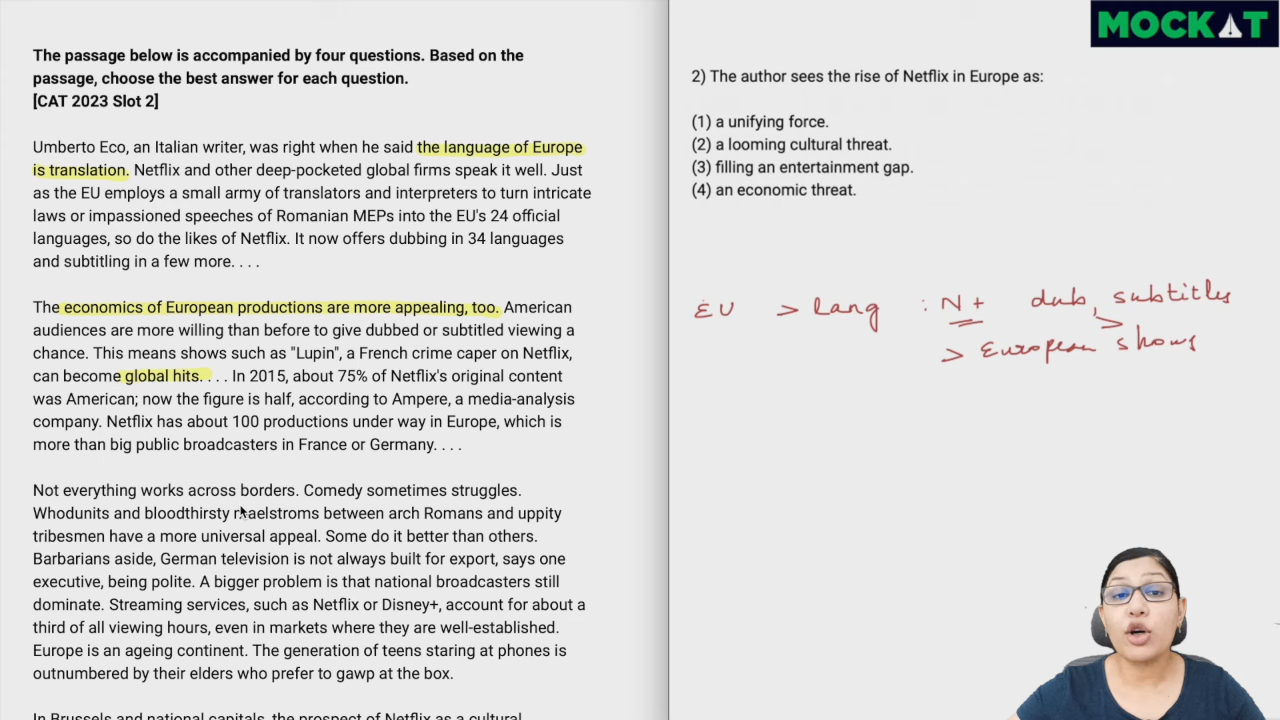 The passage below is accompanied by four questions. Based on the
passage, choose the best answer for each question.
[CAT 2023 Slot 2]
Umberto Eco, an Italian writer, was right when he said the language of Europe
is translation. Netflix and other deep-pocketed global firms speak it well. Just
as the EU employs a small army of translators and interpreters to turn intricate
laws or impassioned speeches of Romanian MEPs into the EU's 24 official
languages, so do the likes of Netflix. It now offers dubbing in 34 languages
and subtitling in a few more. . . .
The economics of European productions are more appealing, too. American
audiences are more willing than before to give dubbed or subtitled viewing a
chance. This means shows such as "Lupin", a French crime caper on Netflix,
can become global hits. . . . In 2015, about 75% of Netflix's original content
was American; now the figure is half, according to Ampere, a media-analysis
company. Netflix has about 100 productions under way in Europe, which is
more than big public broadcasters in France or Germany. . . .
Not everything works across borders. Comedy sometimes struggles.
Whodunits and bloodthirsty maelstroms between arch Romans and uppity
tribesmen have a more universal appeal. Some do it better than others.
Barbarians aside, German television is not always built for export, says one
executive, being polite. A bigger problem is that national broadcasters still
dominate. Streaming services, such as Netflix or Disney+, account for about a
third of all viewing hours, even in markets where they are well-established.
Europe is an ageing continent. The generation of teens staring at phones is
outnumbered by their elders who prefer to gawp at the box.
In Brussels and national capitals, the prospect of Netflix as a cultural
MOCKAT
2) The author sees the rise of Netflix in Europe as:
(1) a unifying force.
(2) a looming cultural threat.
(3) filling an entertainment gap.
(4) an economic threat.
EU > lang : N + dub, subtitles
> European shows